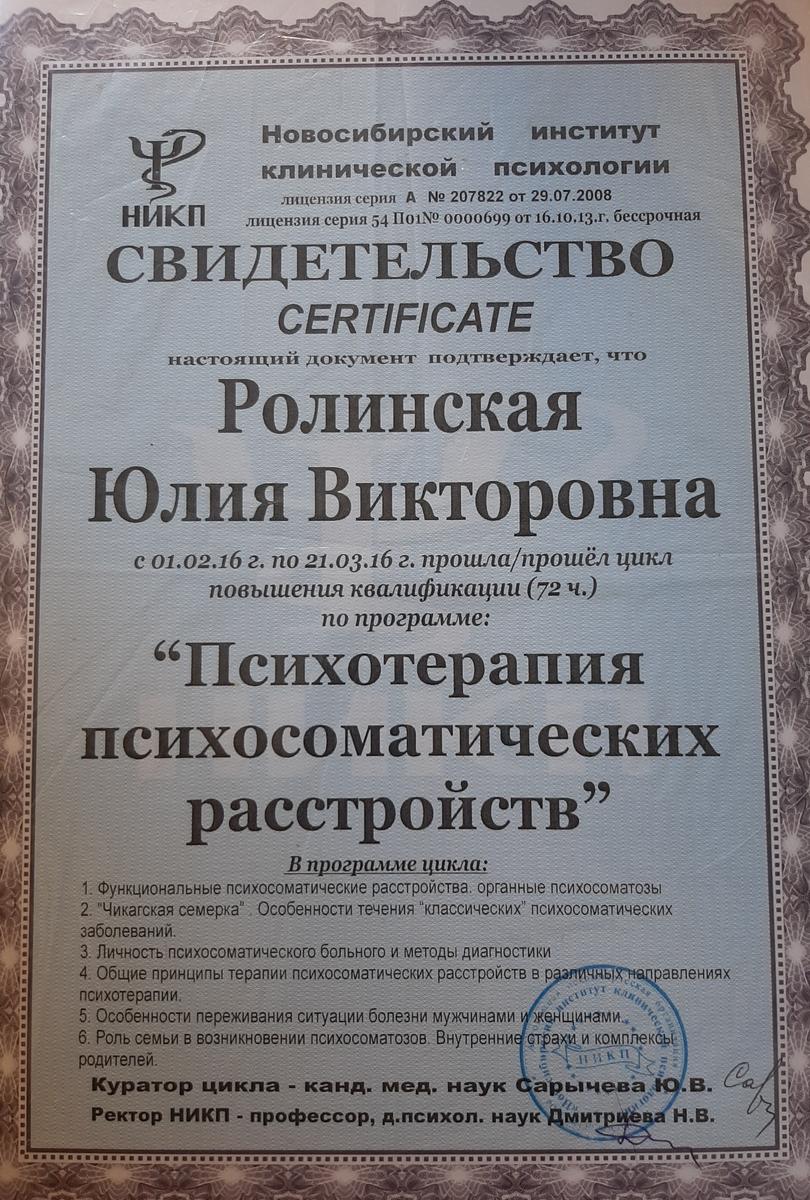 Новосибирский институт
клинической психологии
лицензия серия А № 207822 от 29.07.2008
НИКП
лицензия серия 54 П01№ 0000699 от 16.10.13.г. бессрочная
СВИДЕТЕЛЬСТВО
CERTIFICATE
настоящий документ подтверждает, что
Ролинская
Юлия Викторовна
с 01.02.16 г. по 21.03.16 г. прошла/прошёл цикл
повышения квалификации (72 ч.)
по программе:
“Психотерапия
психосоматических
расстройств”
В программе цикла:
1. Функциональные психосоматические расстройства. органные психосоматозы
2. "Чикагская семерка" . Особенности течения “классических” психосоматических
заболеваний.
3. Личность психосоматического больного и методы диагностики
4. Общие принципы терапии психосоматических расстройств в различных направлениях
психотерапии.
5. Особенности переживания ситуации болезни мужчинами и женщинами.
6. Роль семьи в возникновении психосоматозов. Внутренние страхи и комплексы
родителей.
НИКП
Куратор цикла - канд. мед. наук Сарычева Ю.В.
Ректор НИКП - профессор, д.психол. наук Дмитриева Н.В.